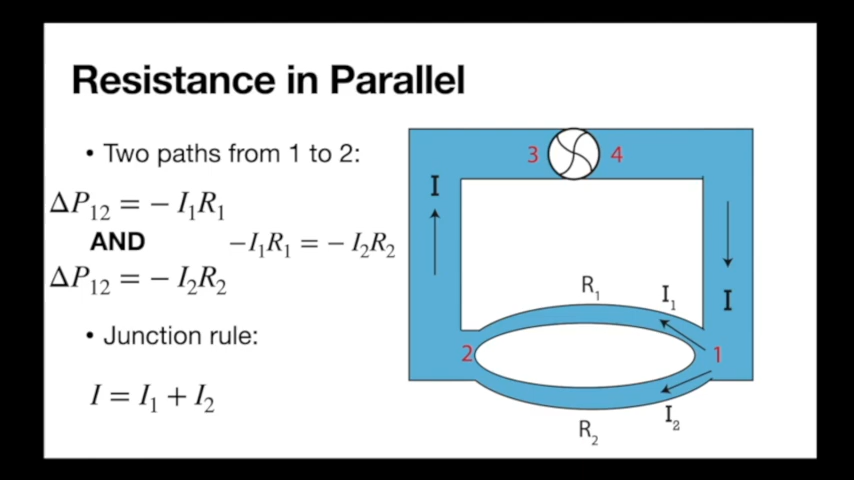 Resistance in Parallel
• Two paths from 1 to 2:
ΔP₁₂ = − I₁R₁
AND
−I₁R₁ = − I₂R₂
ΔP₁₂ = − I₂R₂
• Junction rule:
I = I₁ + I₂
3
4
I
I
R₁
I₁
2
1
I₂
R₂